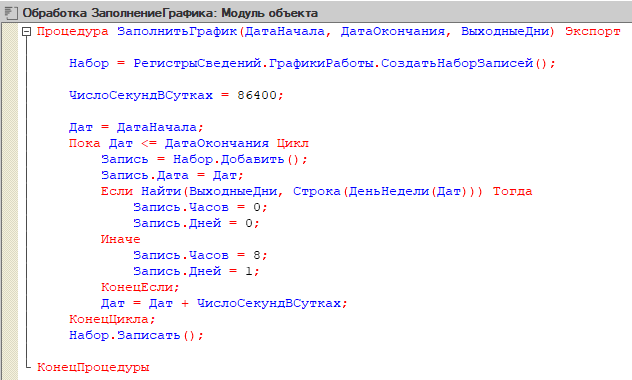 Обработка ЗаполнениеГрафика: Модуль объекта
Процедура ЗаполнитьГрафик(ДатаНачала, ДатаОкончания, ВыходныеДни) Экспорт
Набор = РегистрыСведений.ГрафикиРаботы.СоздатьНаборЗаписей();
ЧислоСекундВСутках = 86400;
Дат = ДатаНачала;
Пока Дат <= ДатаОкончания Цикл
Запись = Набор.Добавить();
Запись.Дата = Дат;
Если Найти(ВыходныеДни, Строка(ДеньНедели(Дат))) Тогда
Запись.Часов = 0;
Запись.Дней = 0;
Иначе
Запись.Часов = 8;
Запись.Дней = 1;
КонецЕсли;
Дат = Дат + ЧислоСекундВСутках;
КонецЦикла;
Набор.Записать();
КонецПроцедуры